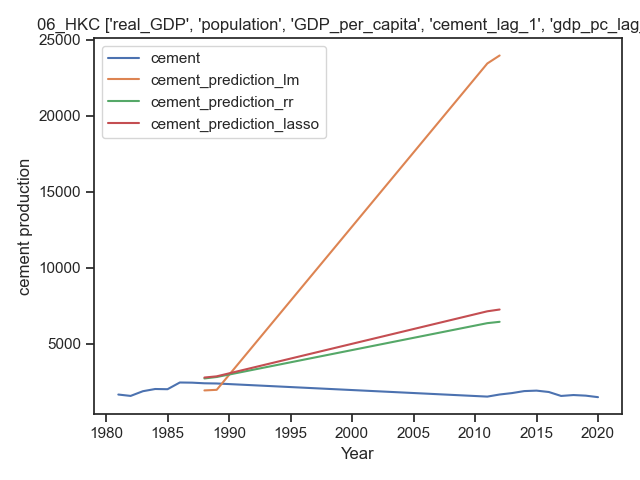 06_HKC ['real_GDP', 'population', 'GDP_per_capita', 'cement_lag_1', 'gdp_pc_lag_
25000
20000
15000
10000
5000
cement production
cement
cement_prediction_lm
cement_prediction_rr
cement_prediction_lasso
1980 1985 1990 1995 2000 2005 2010 2015 2020
Year